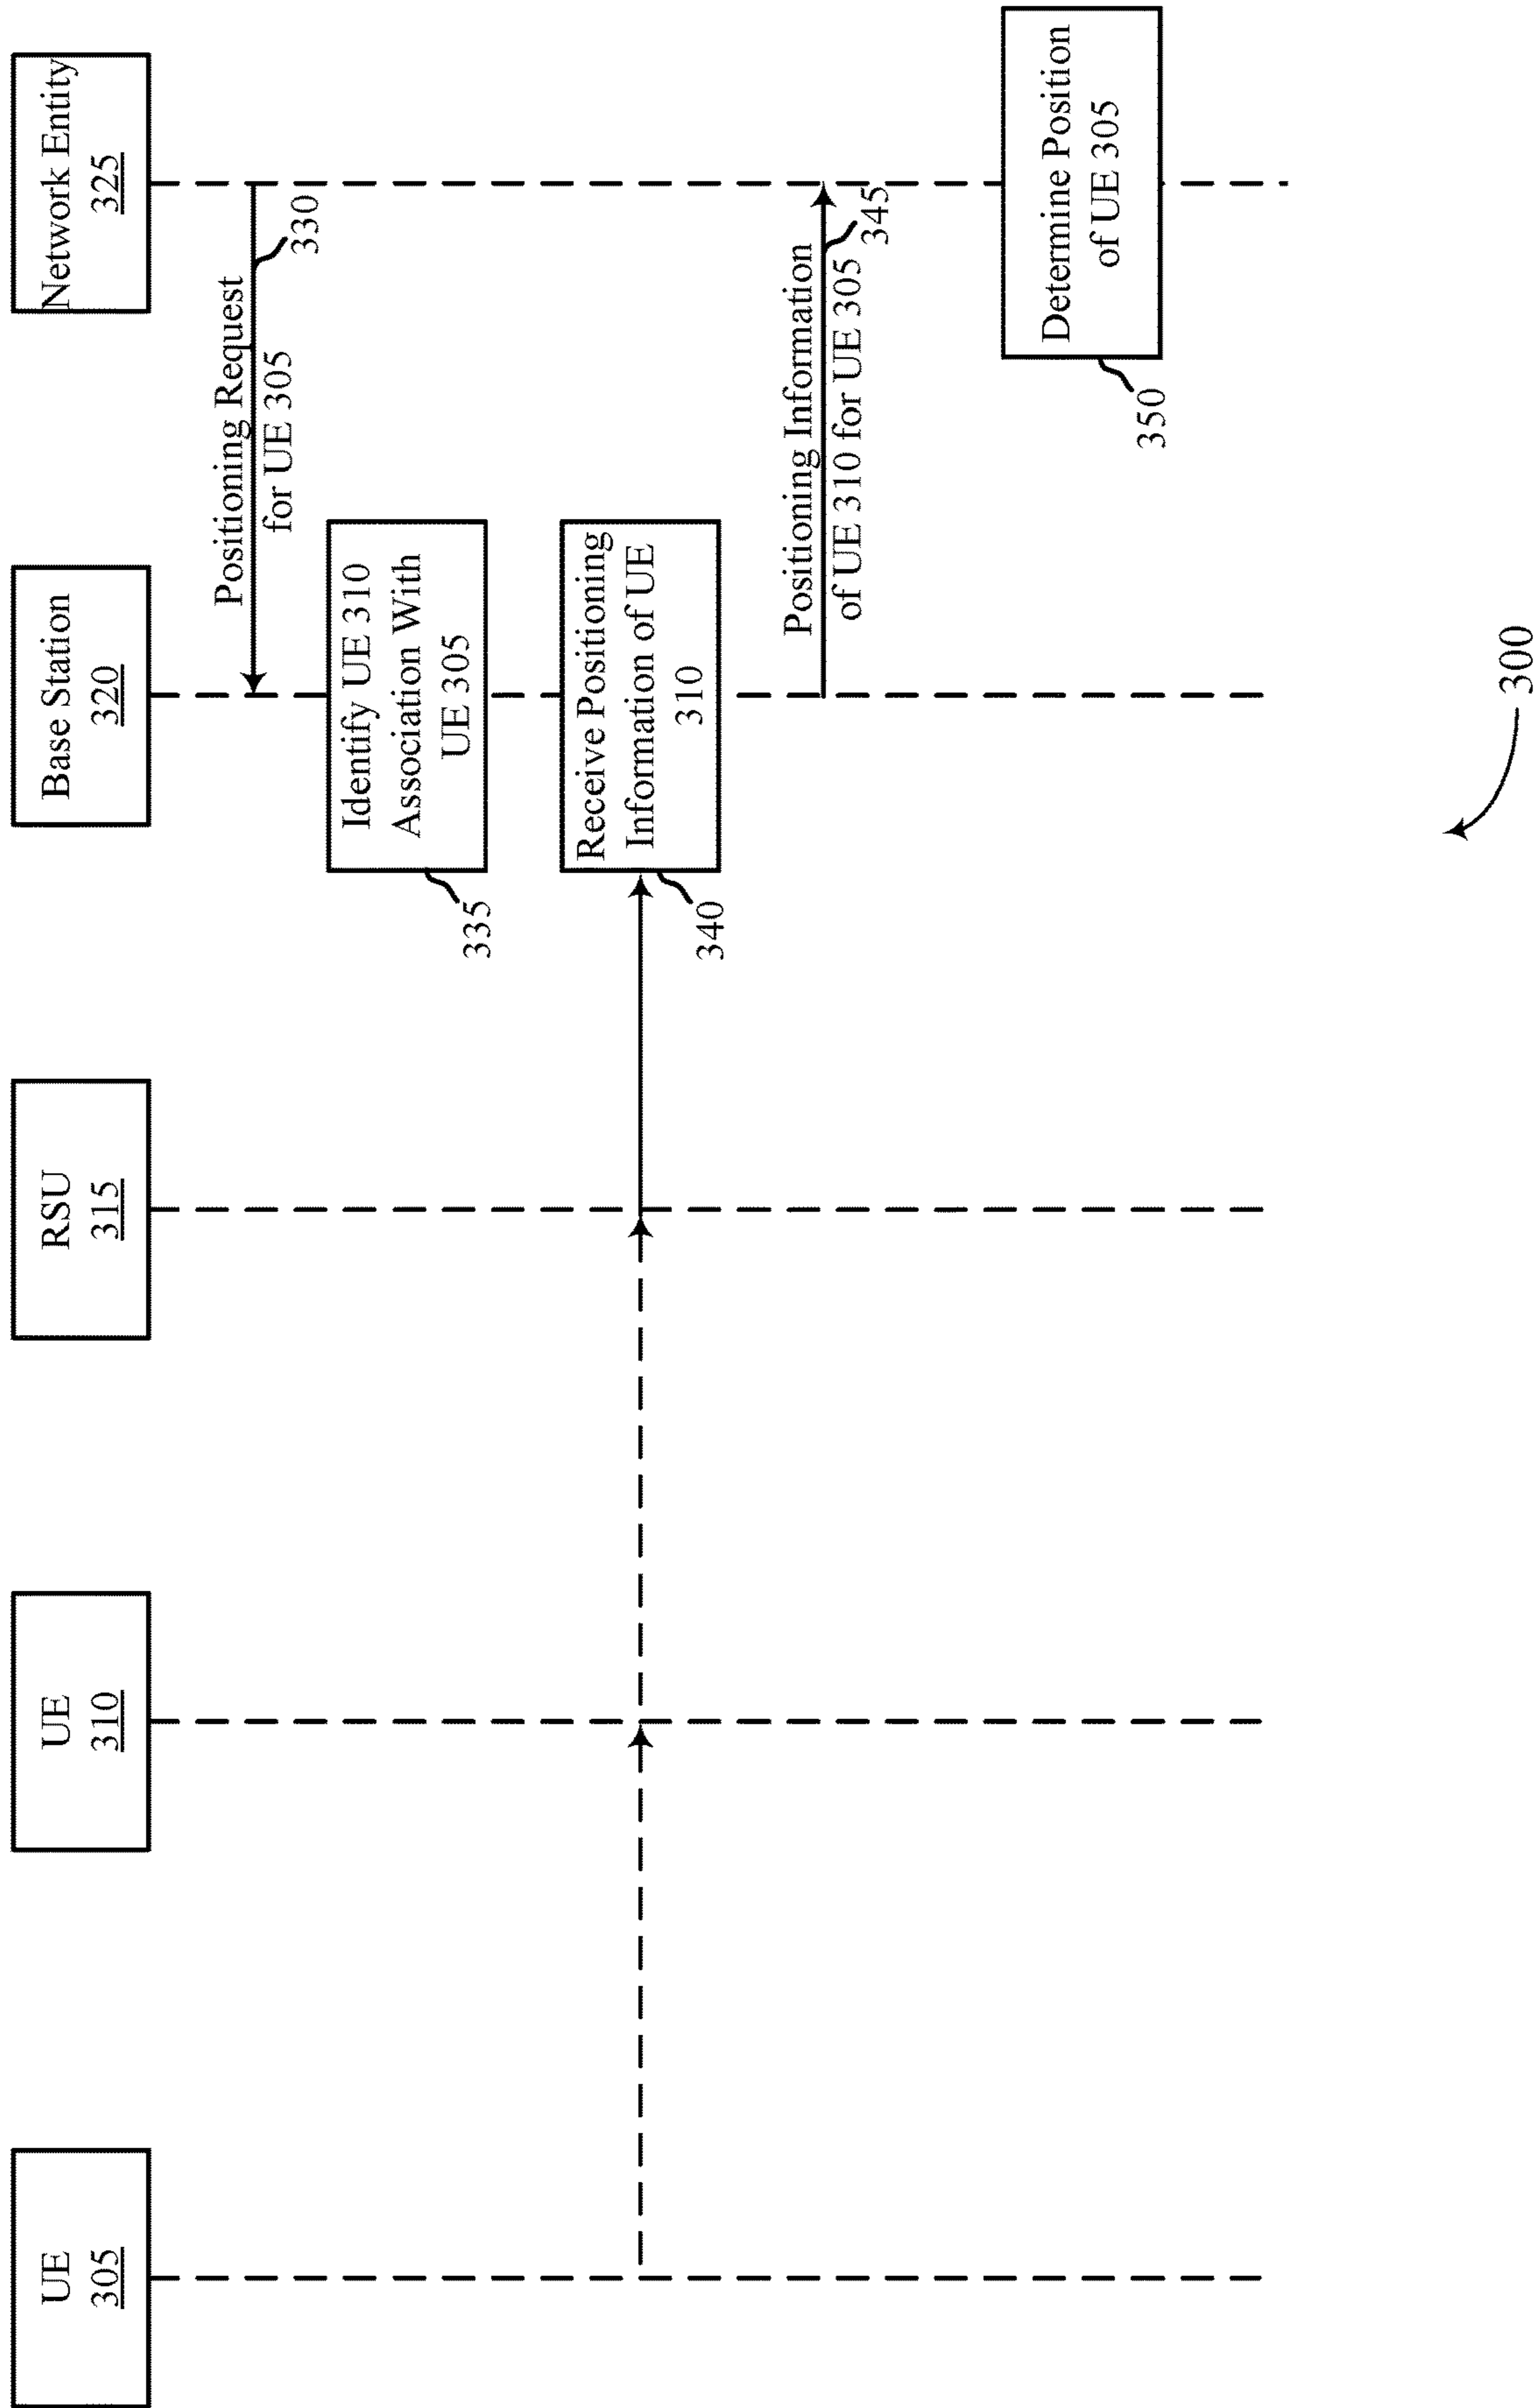 UE
305
UE
310
RSU
315
Base Station
320
Network Entity
325
Positioning Request
for UE 305
330
Identify UE 310
Association With
UE 305
335
Receive Positioning
Information of UE
310
340
Positioning Information
of UE 310 for UE 305
345
Determine Position
of UE 305
350
300